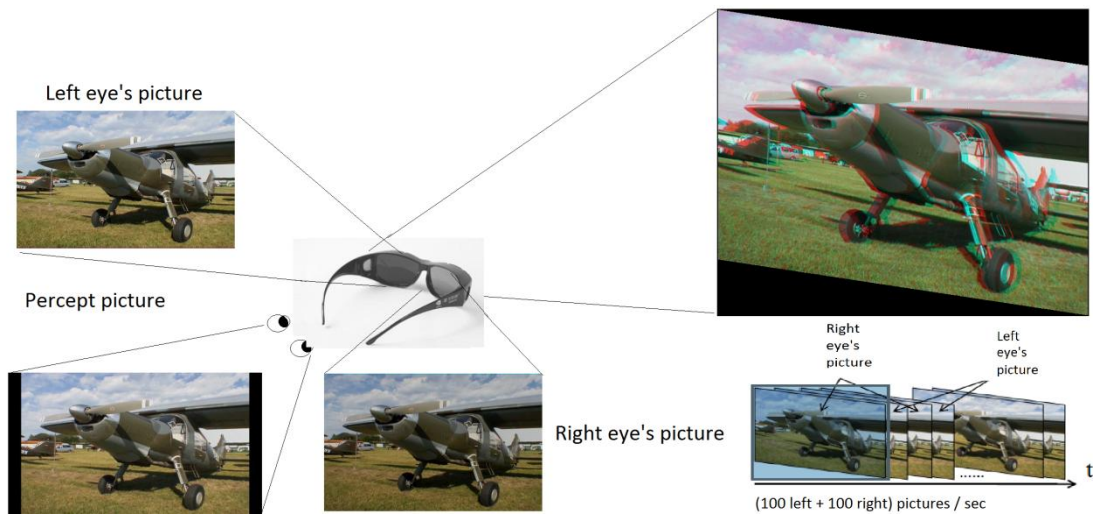 Left eye's picture
Percept picture
Right eye's picture
Right
eye's
picture
Left
eye's
picture
......
t
(100 left + 100 right) pictures / sec